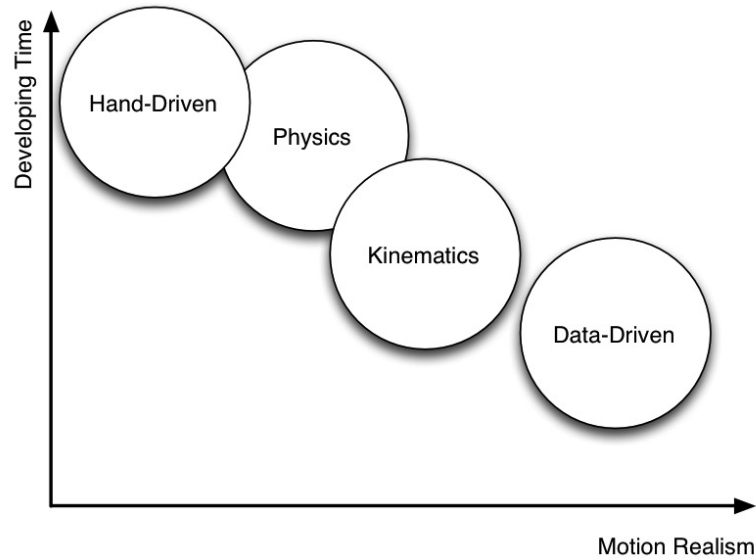 Developing Time
Hand-Driven
Physics
Kinematics
Data-Driven
Motion Realism